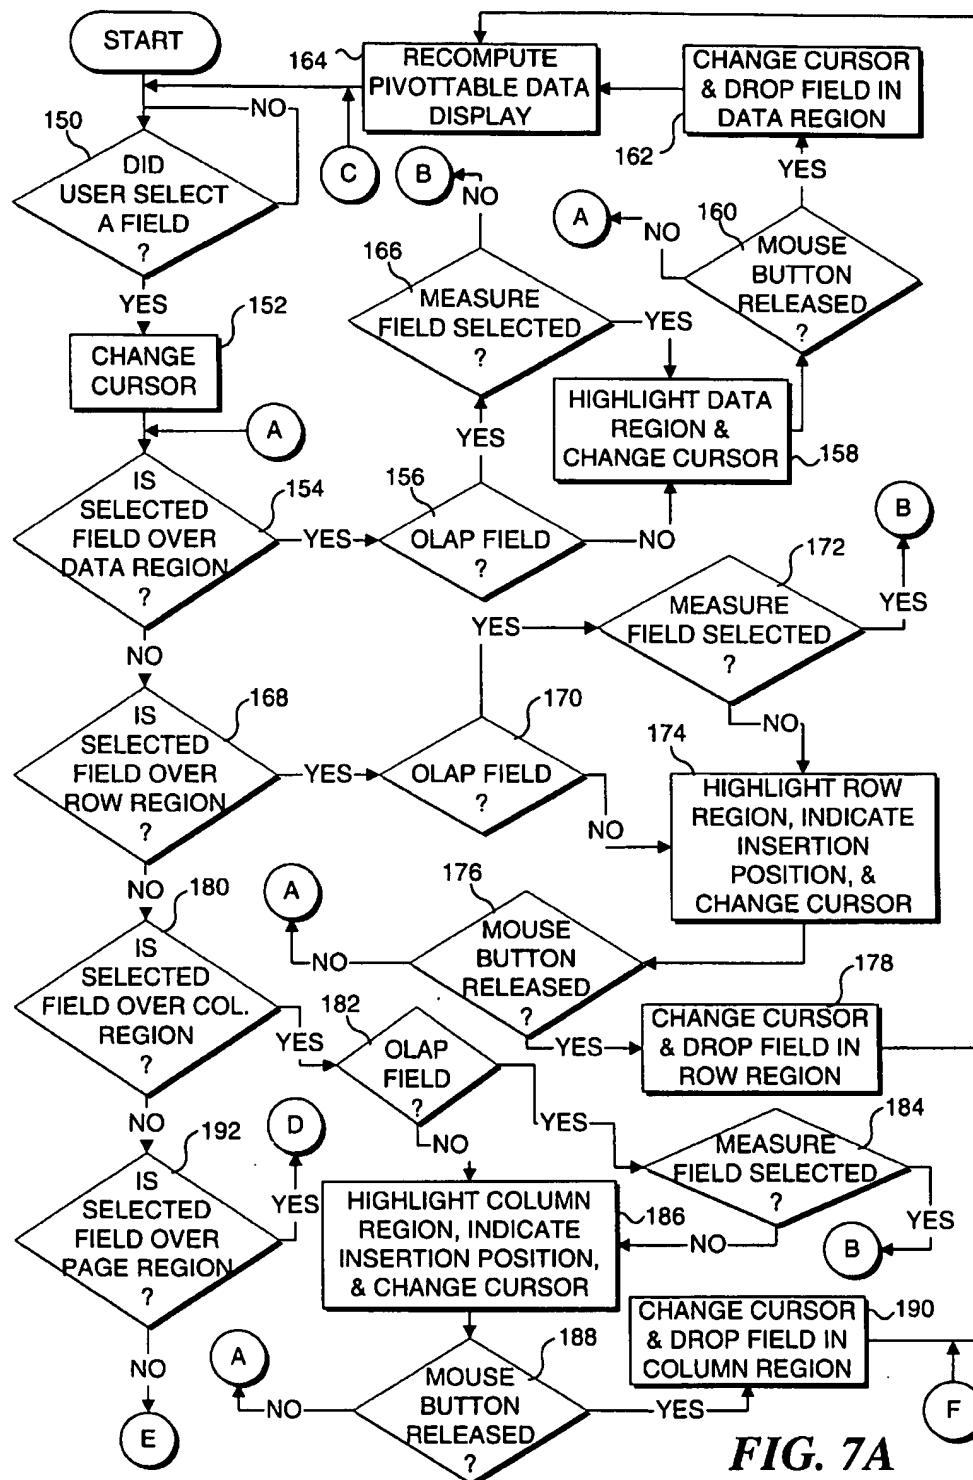 START
164
RECOMPUTE
PIVOTTABLE DATA
DISPLAY
CHANGE CURSOR
& DROP FIELD IN
DATA REGION
162
NO
150
DID
USER SELECT
A FIELD
?
C
B
NO
YES
A
NO
160
MOUSE
BUTTON
RELEASED
?
166
MEASURE
FIELD SELECTED
?
YES
YES
152
CHANGE
CURSOR
HIGHLIGHT DATA
REGION &
CHANGE CURSOR
158
A
YES
IS
SELECTED
FIELD OVER
DATA REGION
?
154
YES
156
OLAP FIELD
?
NO
B
172
MEASURE
FIELD SELECTED
?
YES
YES
NO
NO
168
IS
SELECTED
FIELD OVER
ROW REGION
?
YES
170
OLAP FIELD
?
NO
174
HIGHLIGHT ROW
REGION, INDICATE
INSERTION
POSITION, &
CHANGE CURSOR
NO
180
A
176
MOUSE
BUTTON
RELEASED
?
NO
IS
SELECTED
FIELD OVER COL.
REGION
?
YES
182
OLAP
FIELD
?
YES
178
CHANGE CURSOR
& DROP FIELD IN
ROW REGION
NO
192
D
NO
YES
184
MEASURE
FIELD SELECTED
?
IS
SELECTED
FIELD OVER
PAGE REGION
?
YES
HIGHLIGHT COLUMN
REGION, INDICATE
INSERTION POSITION,
& CHANGE CURSOR
186
NO
B
YES
NO
E
A
NO
188
MOUSE
BUTTON
RELEASED
?
YES
CHANGE CURSOR
& DROP FIELD IN
COLUMN REGION
190
F
FIG. 7A